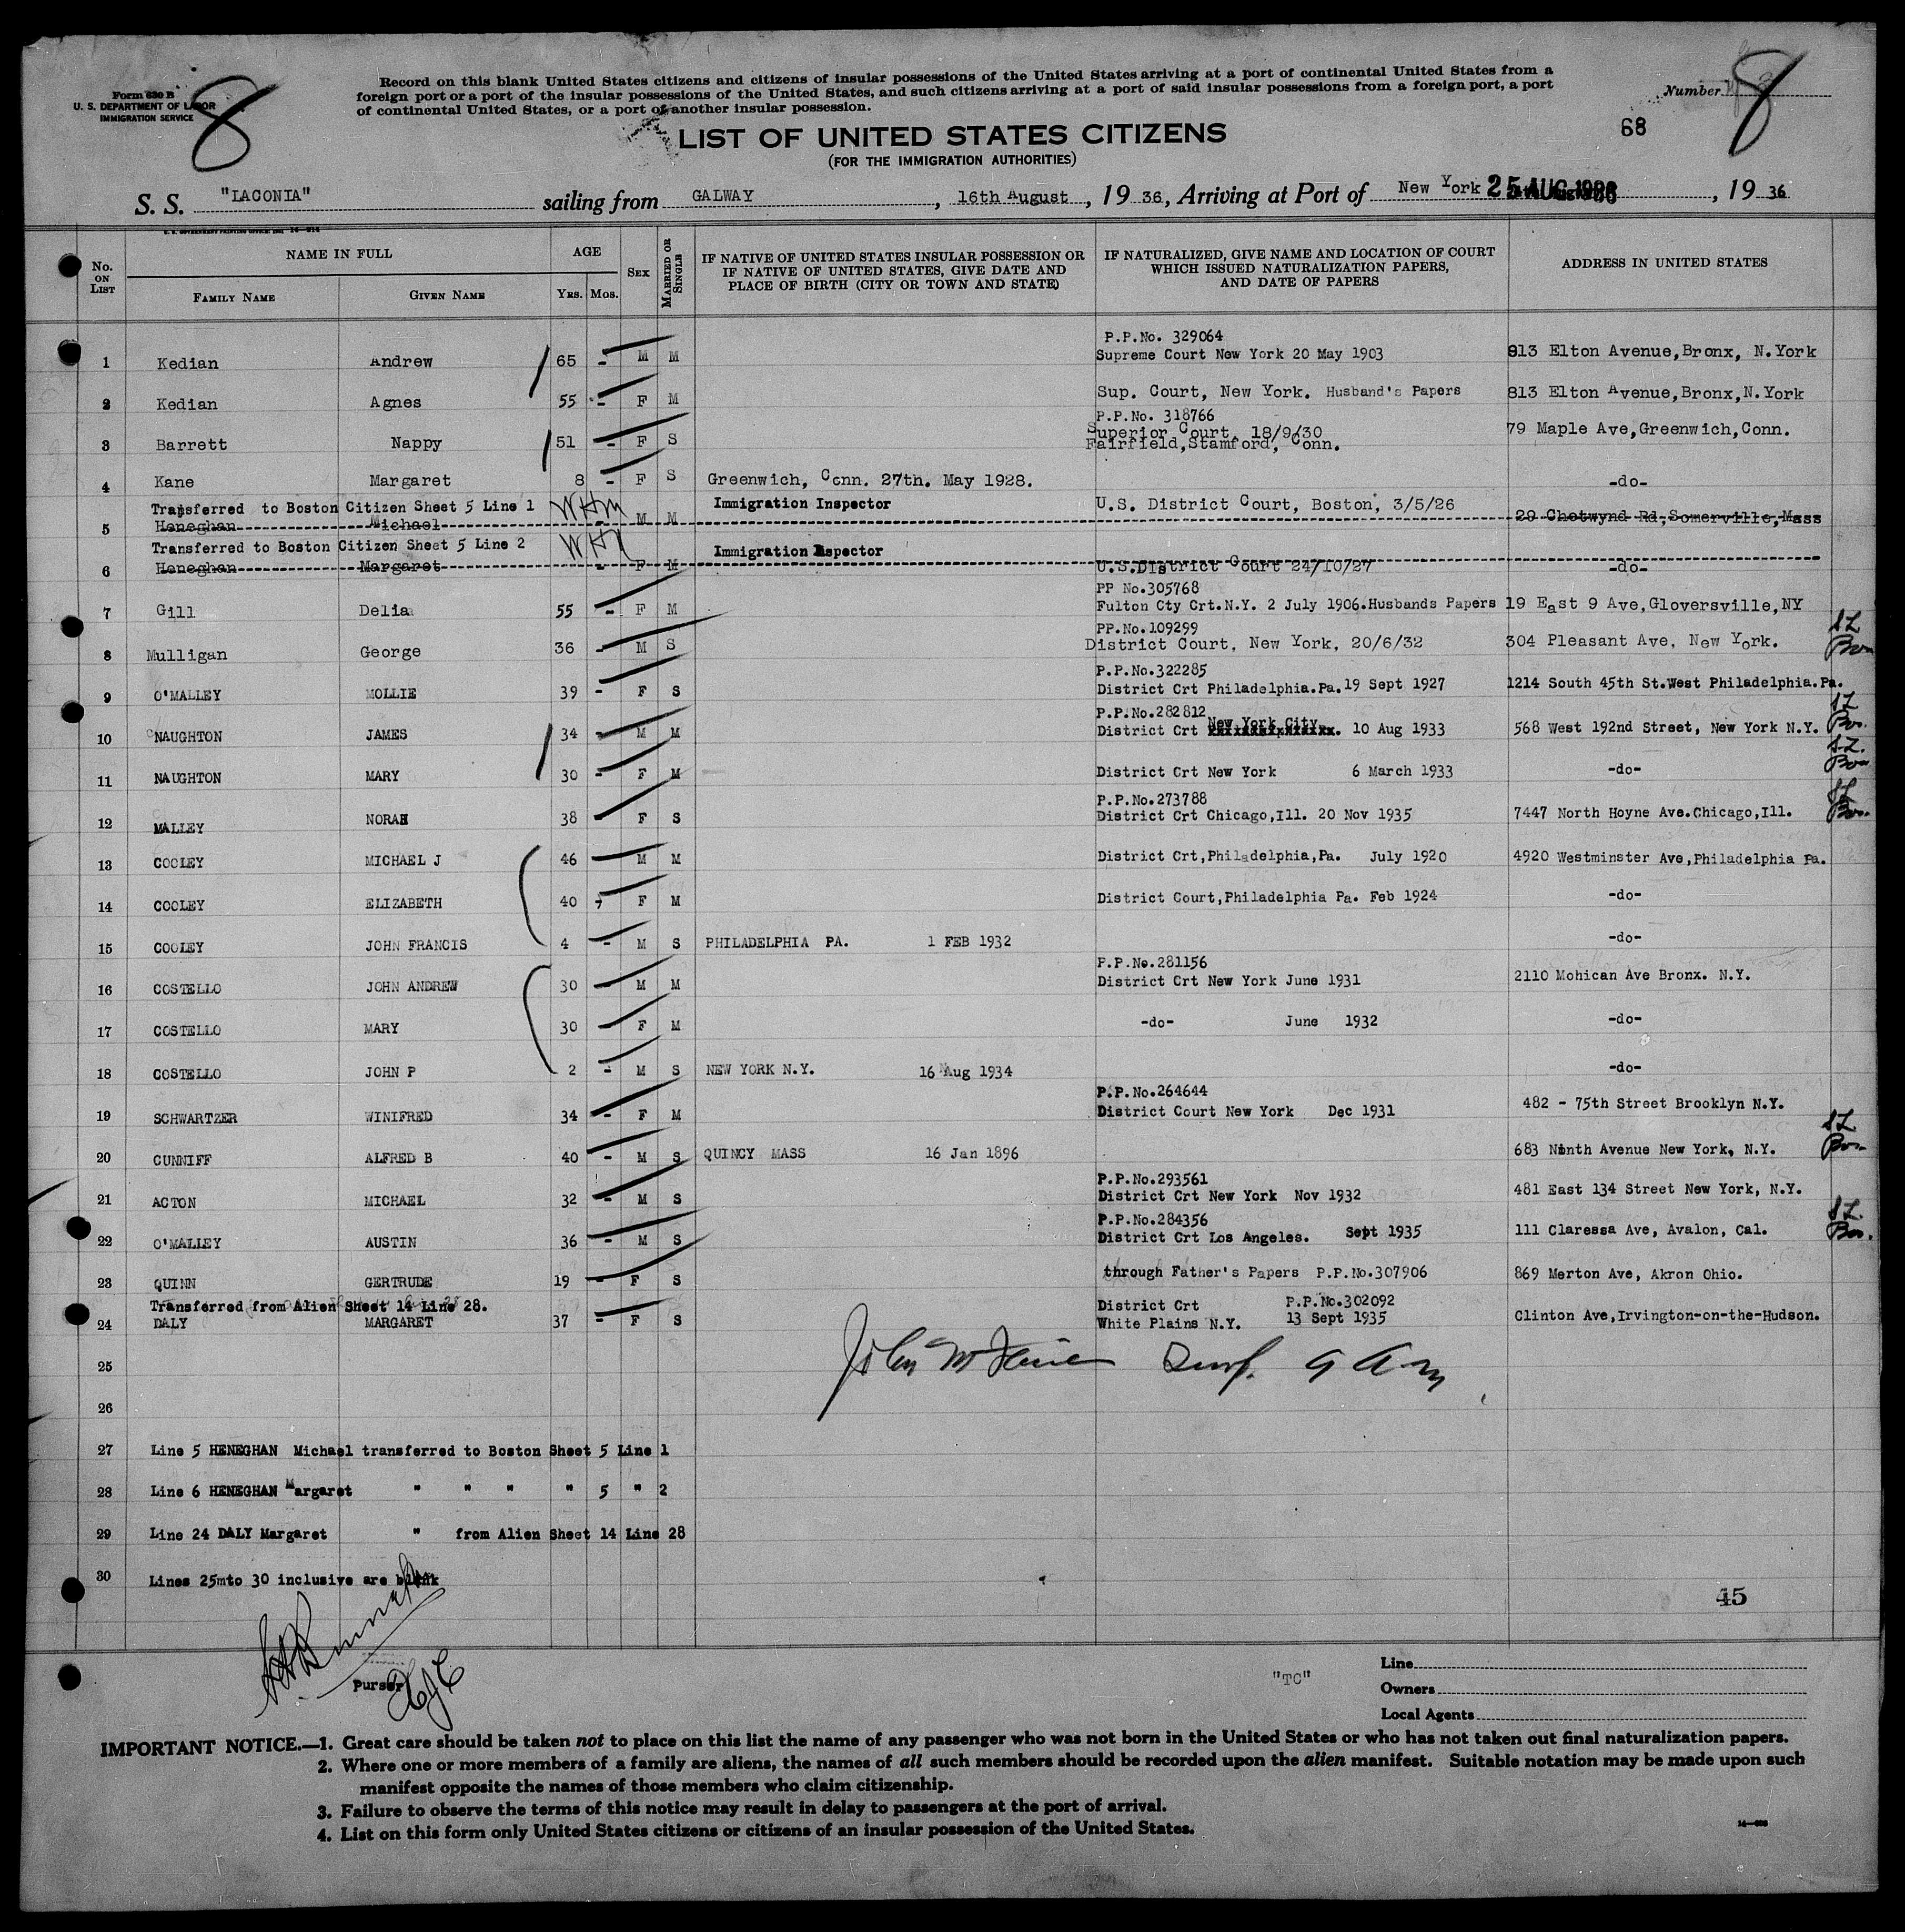 Form 630 B
U. S. DEPARTMENT OF LABOR
IMMIGRATION SERVICE
8
Record on this blank United States citizens and citizens of insular possessions of the United States arriving at a port of continental United States from a
foreign port or a port of the insular possessions of the United States, and such citizens arriving at a port of said insular possessions from a foreign port, a port
of continental United States, or a port of another insular possession.
Number 8
68
LIST OF UNITED STATES CITIZENS
(FOR THE IMMIGRATION AUTHORITIES)
S. S. "LACONIA" sailing from GALWAY, 16th August, 19 36, Arriving at Port of New York 25 AUG 1936, 19 36
No. ON LIST | NAME IN FULL | AGE | SEX | MARRIED OR SINGLE | IF NATIVE OF UNITED STATES INSULAR POSSESSION OR IF NATIVE OF UNITED STATES, GIVE DATE AND PLACE OF BIRTH (CITY OR TOWN AND STATE) | IF NATURALIZED, GIVE NAME AND LOCATION OF COURT WHICH ISSUED NATURALIZATION PAPERS, AND DATE OF PAPERS | ADDRESS IN UNITED STATES
FAMILY NAME | GIVEN NAME | YRS. | MOS.
P.P.No. 329064
1 Kedian Andrew 65 - M M Supreme Court New York 20 May 1903 813 Elton Avenue,Bronx, N.York
2 Kedian Agnes 55 - F M Sup. Court, New York. Husband's Papers 813 Elton Avenue,Bronx,N.York
P.P.No. 318766
3 Barrett Nappy 51 - F S Superior Court, 18/9/30 79 Maple Ave,Greenwich,Conn.
Fairfield,Stamford, Conn.
4 Kane Margaret 8 - F S Greenwich, Conn. 27th. May 1928. -do-
Transferred to Boston Citizen Sheet 5 Line 1 WHM Immigration Inspector
5 Heneghan Michael - M M U.S. District Court, Boston, 3/5/26 29 Chetwynd Rd,Somerville,Mass
Transferred to Boston Citizen Sheet 5 Line 2 WHM Immigration Inspector
6 Heneghan Margaret - F M U.S.District Court 24/10/27 -do-
PP No.305768
7 Gill Delia 55 - F M Fulton Cty Crt.N.Y. 2 July 1906.Husbands Papers 19 East 9 Ave,Gloversville,NY
PP.No.109299
8 Mulligan George 36 - M S District Court, New York, 20/6/32 304 Pleasant Ave, New York.
P.P.No.322285
9 O'MALLEY MOLLIE 39 - F S District Crt Philadelphia.Pa.19 Sept 1927 1214 South 45th St.West Philadelphia.Pa.
P.P.No.282812
10 NAUGHTON JAMES 34 - M M District Crt New York City. 10 Aug 1933 568 West 192nd Street, New York N.Y.
11 NAUGHTON MARY 30 - F M District Crt New York 6 March 1933 -do-
P.P.No.273788
12 MALLEY NORAH 38 - F S District Crt Chicago,Ill. 20 Nov 1935 7447 North Hoyne Ave.Chicago,Ill.
13 COOLEY MICHAEL J 46 - M M District Crt,Philadelphia,Pa. July 1920 4920 Westminster Ave,Philadelphia Pa.
14 COOLEY ELIZABETH 40 - F M District Court,Philadelphia Pa. Feb 1924 -do-
15 COOLEY JOHN FRANCIS 4 - M S PHILADELPHIA PA. 1 FEB 1932 -do-
P.P.No.281156
16 COSTELLO JOHN ANDREW 30 - M M District Crt New York June 1931 2110 Mohican Ave Bronx. N.Y.
17 COSTELLO MARY 30 - F M -do- June 1932 -do-
18 COSTELLO JOHN P 2 - M S NEW YORK N.Y. 16 Aug 1934 -do-
P.P.No.264644
19 SCHWARTZER WINIFRED 34 - F M District Court New York Dec 1931 482 - 75th Street Brooklyn N.Y.
20 CUNNIFF ALFRED B 40 - M S QUINCY MASS 16 Jan 1896 683 Ninth Avenue New York, N.Y.
P.P.No.293561
21 ACTON MICHAEL 32 - M S District Crt New York Nov 1932 481 East 134 Street New York, N.Y.
P.P.No.284356
22 O'MALLEY AUSTIN 36 - M S District Crt Los Angeles. Sept 1935 111 Claressa Ave, Avalon, Cal.
23 QUINN GERTRUDE 19 - F S through Father's Papers P.P.No.307906 869 Merton Ave, Akron Ohio.
Transferred from Alien Sheet 14 Line 28. District Crt P.P.No.302092
24 DALY MARGARET 37 - F S White Plains N.Y. 13 Sept 1935 Clinton Ave,Irvington-on-the-Hudson.
25
26
27 Line 5 HENEGHAN Michael transferred to Boston Sheet 5 Line 1
28 Line 6 HENEGHAN Margaret " " " " 5 " 2
29 Line 24 DALY Margaret " from Alien Sheet 14 Line 28
30 Lines 25mto 30 inclusive are blank
45
Purser
"TC"
Line
Owners
Local Agents
IMPORTANT NOTICE.—1. Great care should be taken not to place on this list the name of any passenger who was not born in the United States or who has not taken out final naturalization papers.
2. Where one or more members of a family are aliens, the names of all such members should be recorded upon the alien manifest. Suitable notation may be made upon such
manifest opposite the names of those members who claim citizenship.
3. Failure to observe the terms of this notice may result in delay to passengers at the port of arrival.
4. List on this form only United States citizens or citizens of an insular possession of the United States.